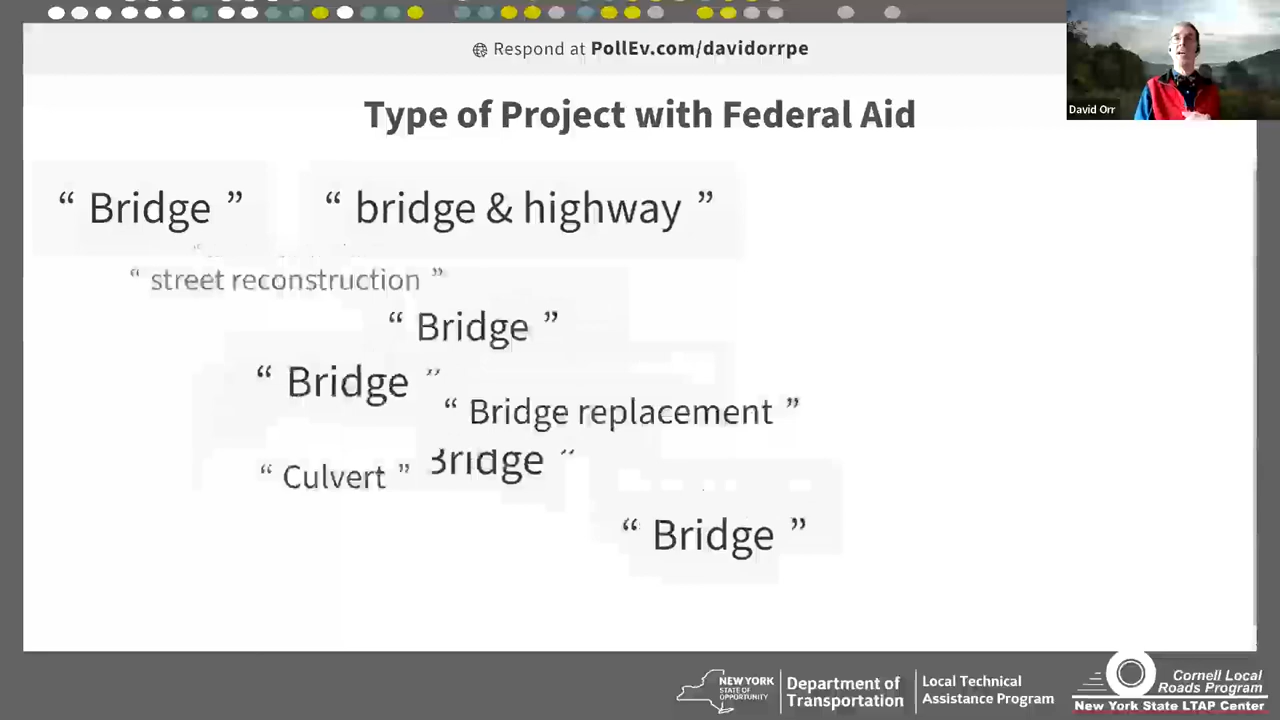 Respond at PollEv.com/davidorrpe
David Orr
Type of Project with Federal Aid
“ Bridge ”
“ bridge & highway ”
“ street reconstruction ”
“ Bridge ”
“ Bridge ”
“ Bridge replacement ”
Bridge ”
“ Culvert ”
“ Bridge ”
NEW YORK
STATE OF
OPPORTUNITY
Department of
Transportation
Local Technical
Assistance Program
Cornell Local
Roads Program
New York State LTAP Center